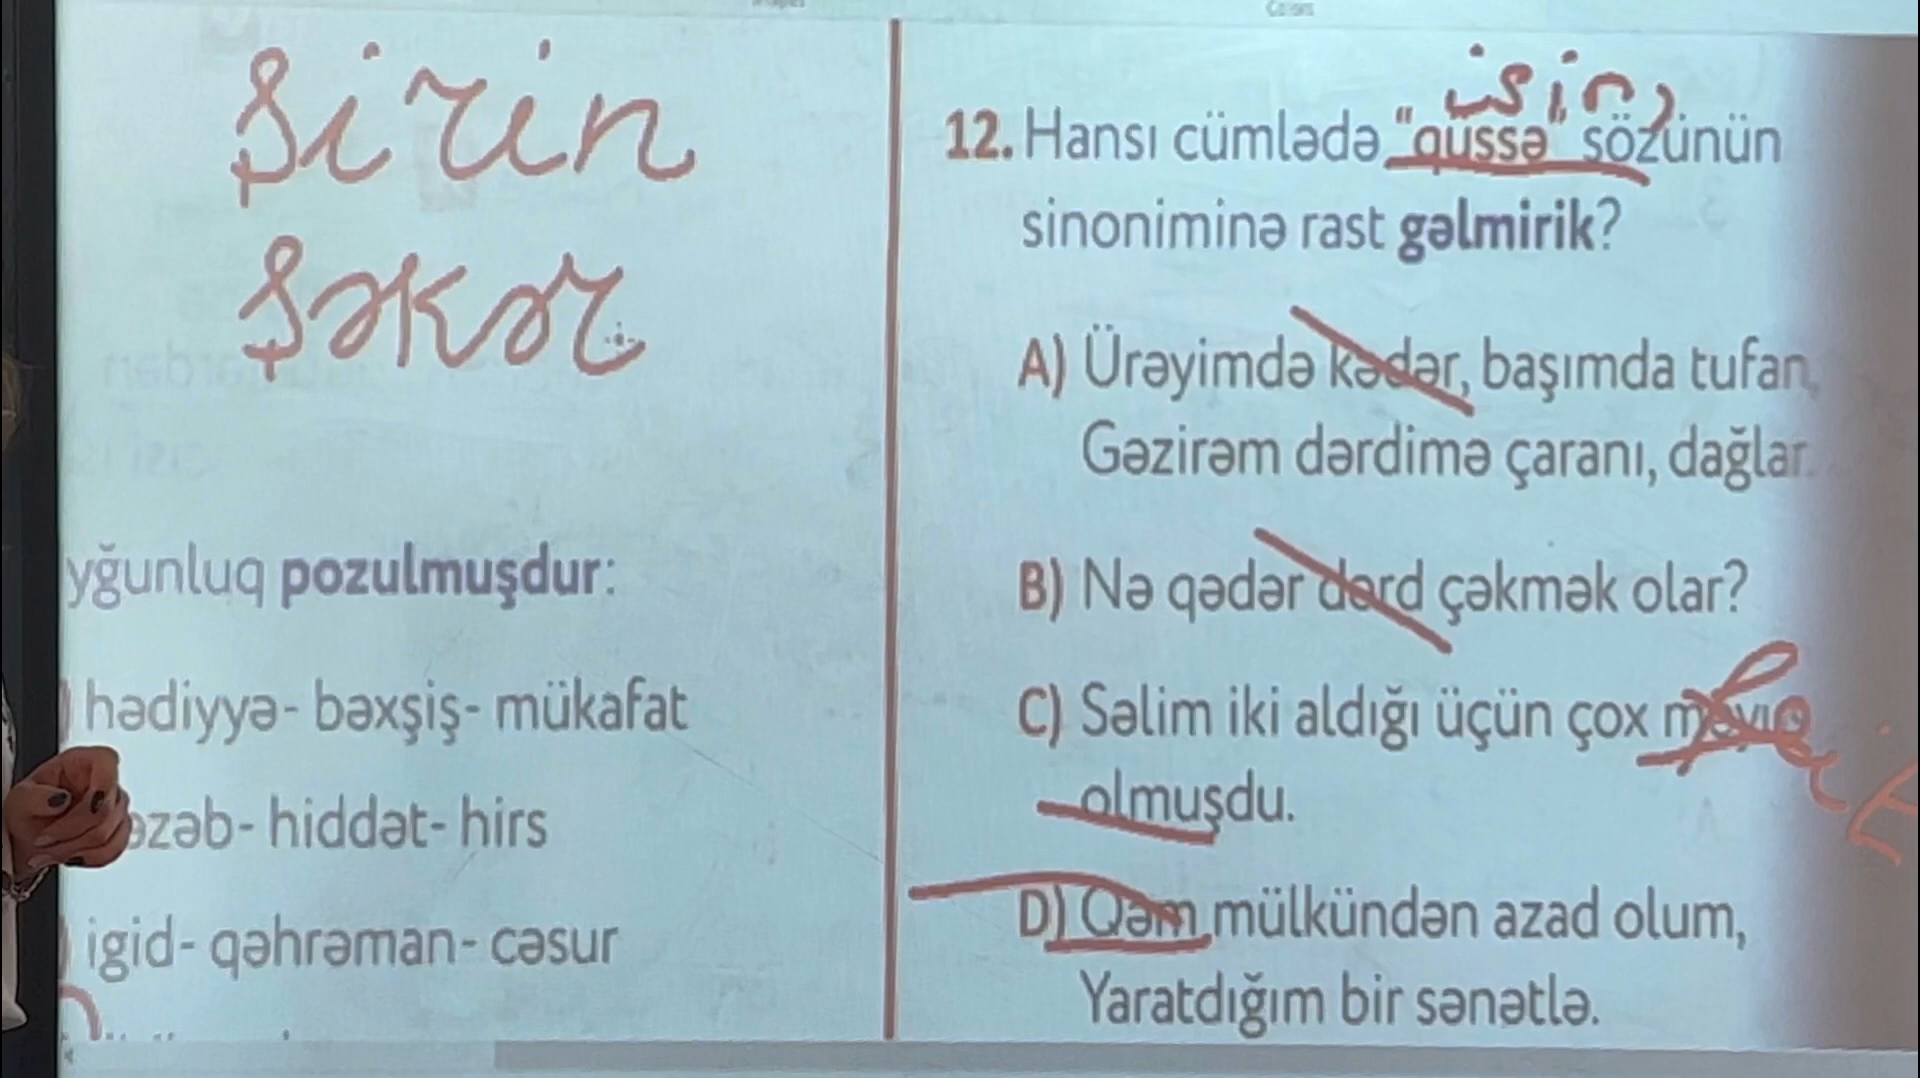 Colors
Şirin
Şəkər
yğunluq pozulmuşdur:
hədiyyə- bəxşiş- mükafat
əzəb- hiddət- hirs
igid- qəhrəman- cəsur
isin
12. Hansı cümlədə "qüssə" sözünün
sinoniminə rast gəlmirik?
A) Ürəyimdə kədər, başımda tufan,
Gəzirəm dərdimə çaranı, dağlar.
B) Nə qədər dərd çəkmək olar?
C) Səlim iki aldığı üçün çox məyus
olmuşdu.
D) Qəm mülkündən azad olum,
Yaratdığım bir sənətlə.